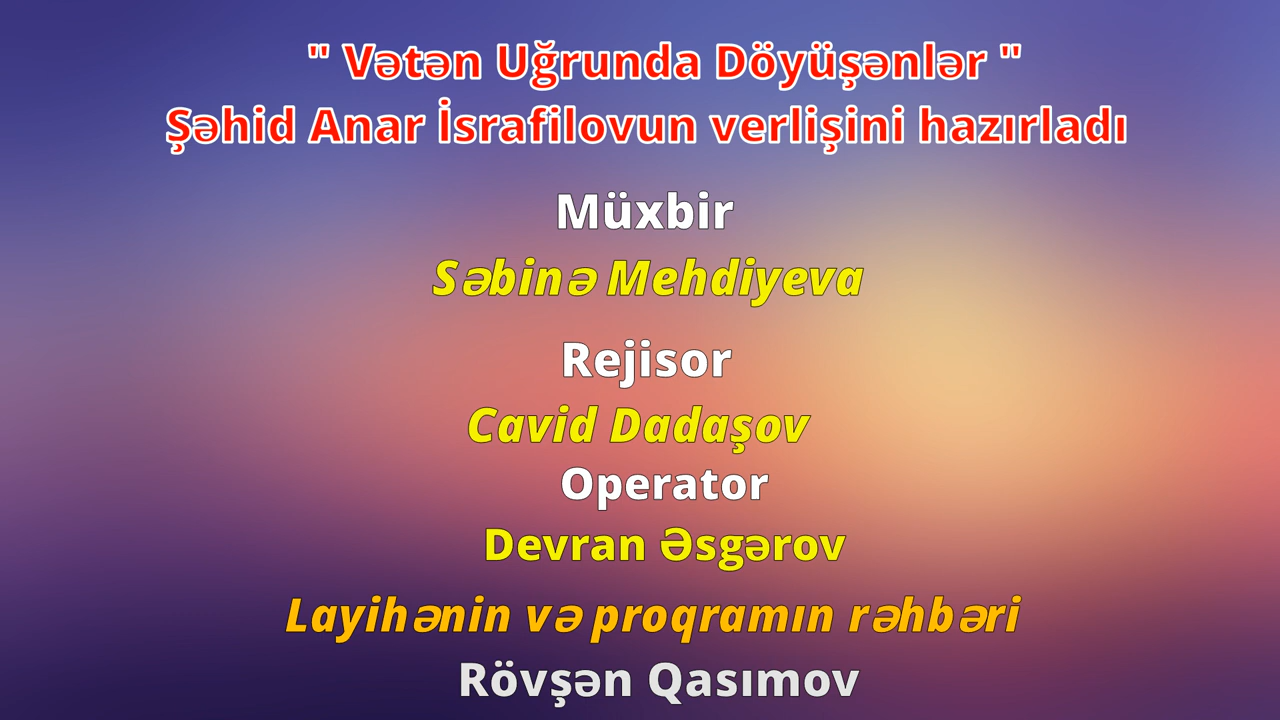 " Vətən Uğrunda Döyüşənlər "
Şəhid Anar İsrafilovun verlişini hazırladı
Müxbir
Səbinə Mehdiyeva
Rejisor
Cavid Dadaşov
Operator
Devran Əsgərov
Layihənin və proqramın rəhbəri
Rövşən Qasımov